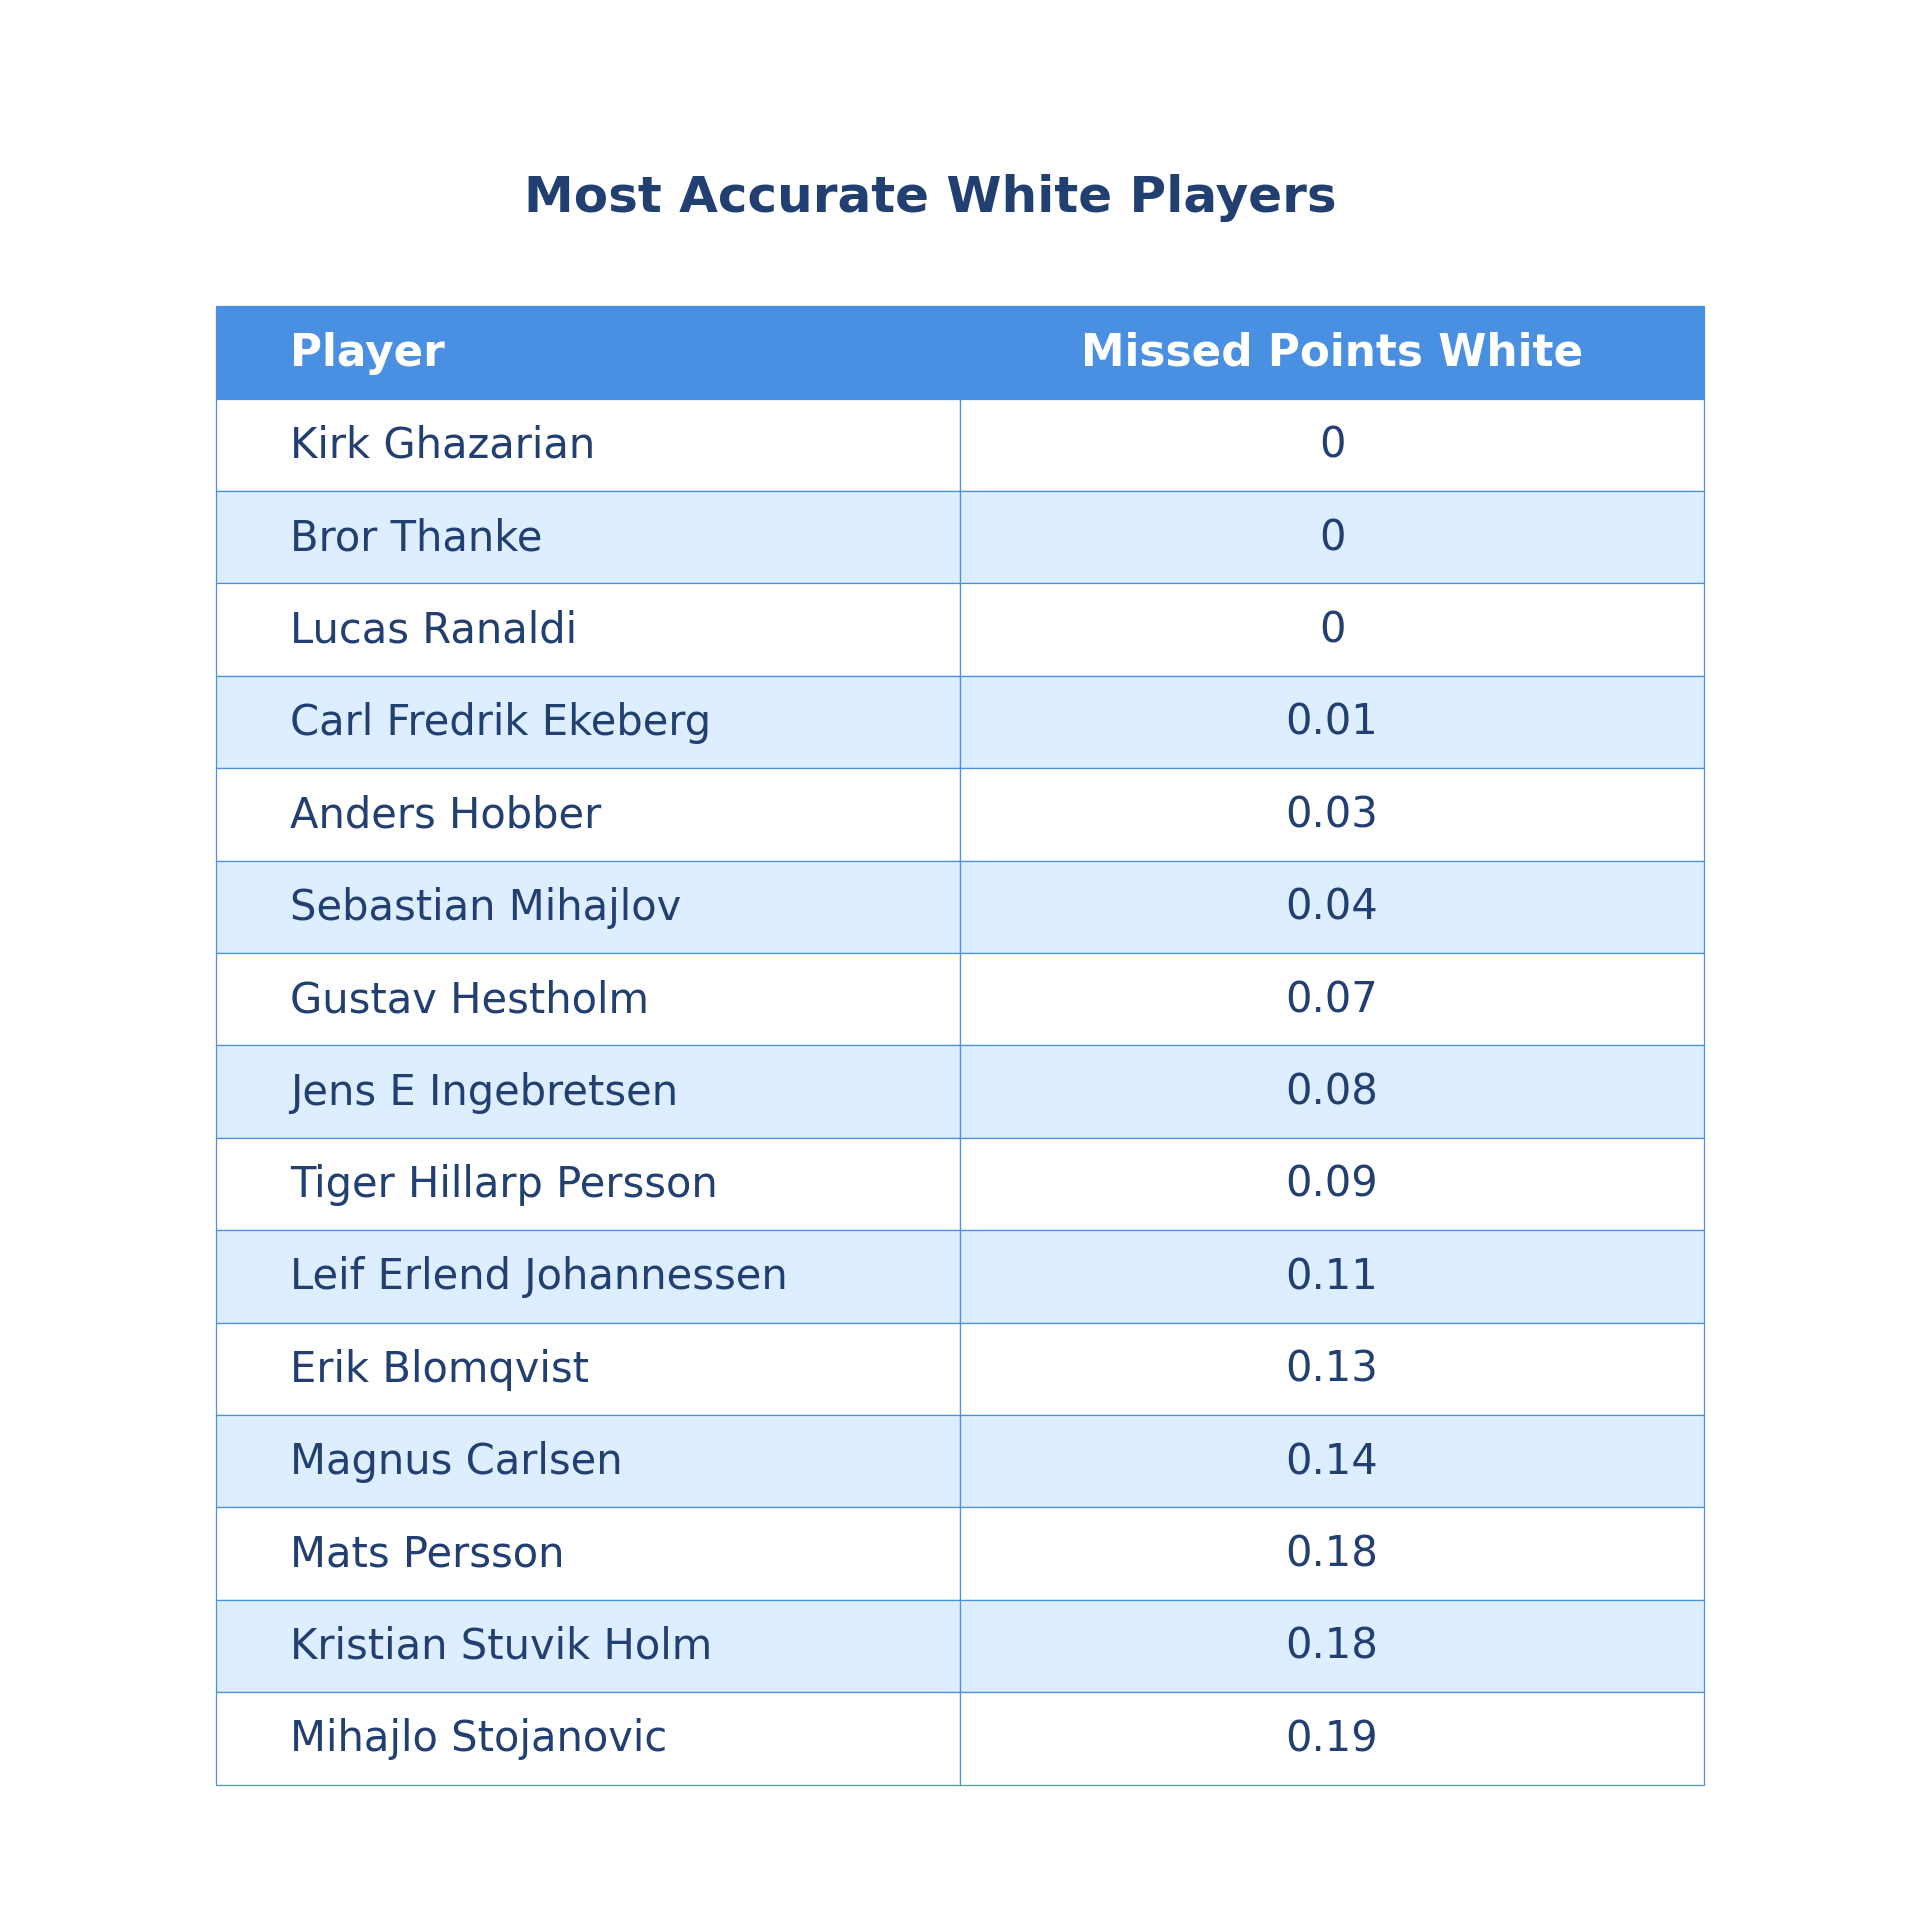 Most Accurate White Players
Player Missed Points White
Kirk Ghazarian 0
Bror Thanke 0
Lucas Ranaldi 0
Carl Fredrik Ekeberg 0.01
Anders Hobber 0.03
Sebastian Mihajlov 0.04
Gustav Hestholm 0.07
Jens E Ingebretsen 0.08
Tiger Hillarp Persson 0.09
Leif Erlend Johannessen 0.11
Erik Blomqvist 0.13
Magnus Carlsen 0.14
Mats Persson 0.18
Kristian Stuvik Holm 0.18
Mihajlo Stojanovic 0.19